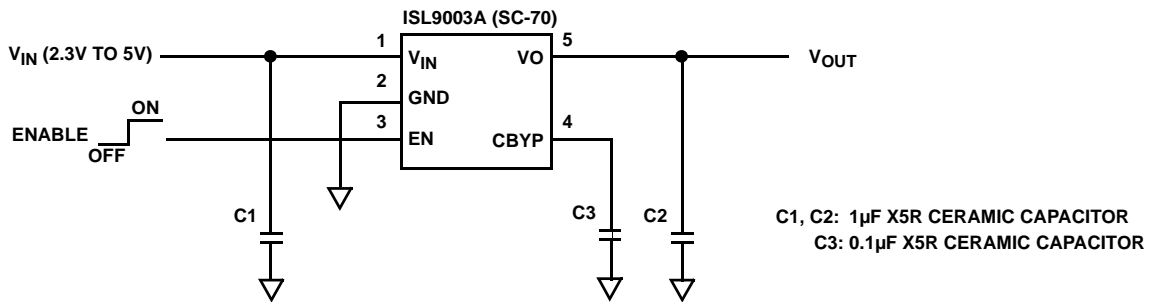 ISL9003A (SC-70)
VIN (2.3V TO 5V)
1
VIN
VO
5
VOUT
2
GND
ON
ENABLE
OFF
3
EN
CBYP
4
C1
C3
C2
C1, C2: 1µF X5R CERAMIC CAPACITOR
C3: 0.1µF X5R CERAMIC CAPACITOR